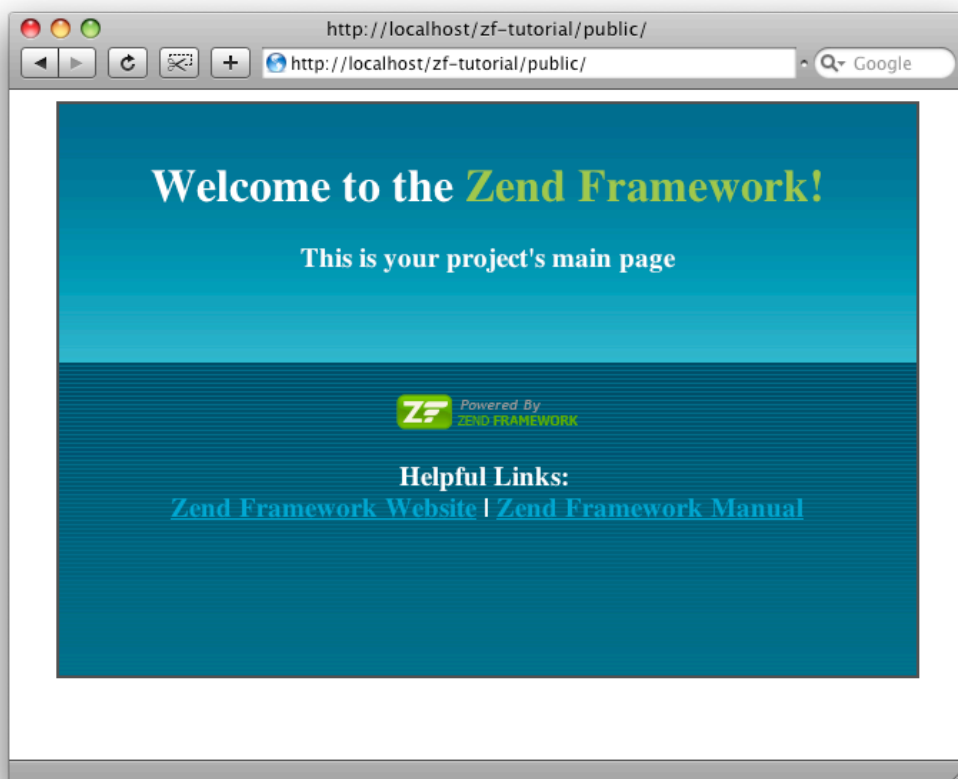 http://localhost/zf-tutorial/public/
http://localhost/zf-tutorial/public/
Google
Welcome to the Zend Framework!
This is your project's main page
ZF Powered By
ZEND FRAMEWORK
Helpful Links:
Zend Framework Website | Zend Framework Manual